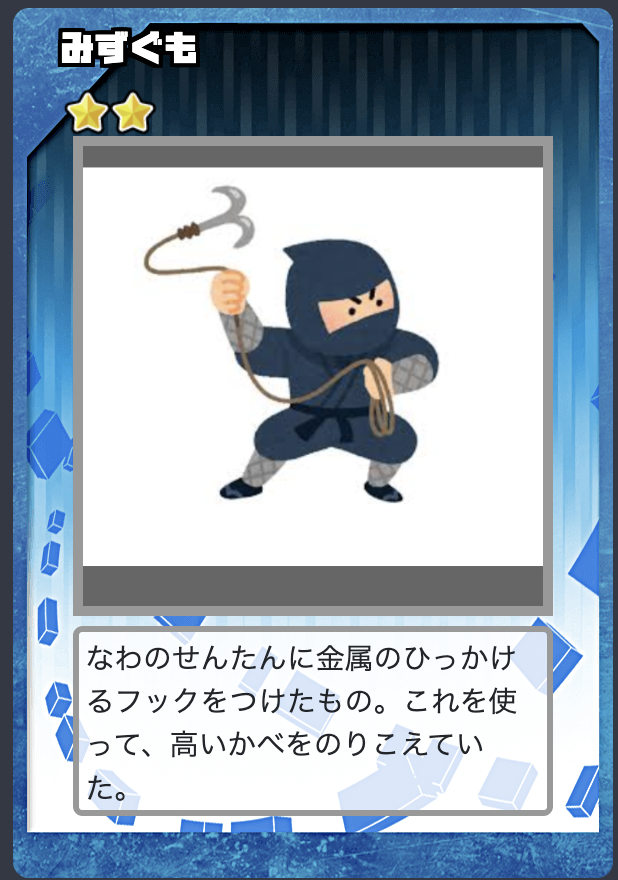 みずぐも
なわのせんたんに金属のひっかけ
るフックをつけたもの。これを使
って、高いかべをのりこえてい
た。